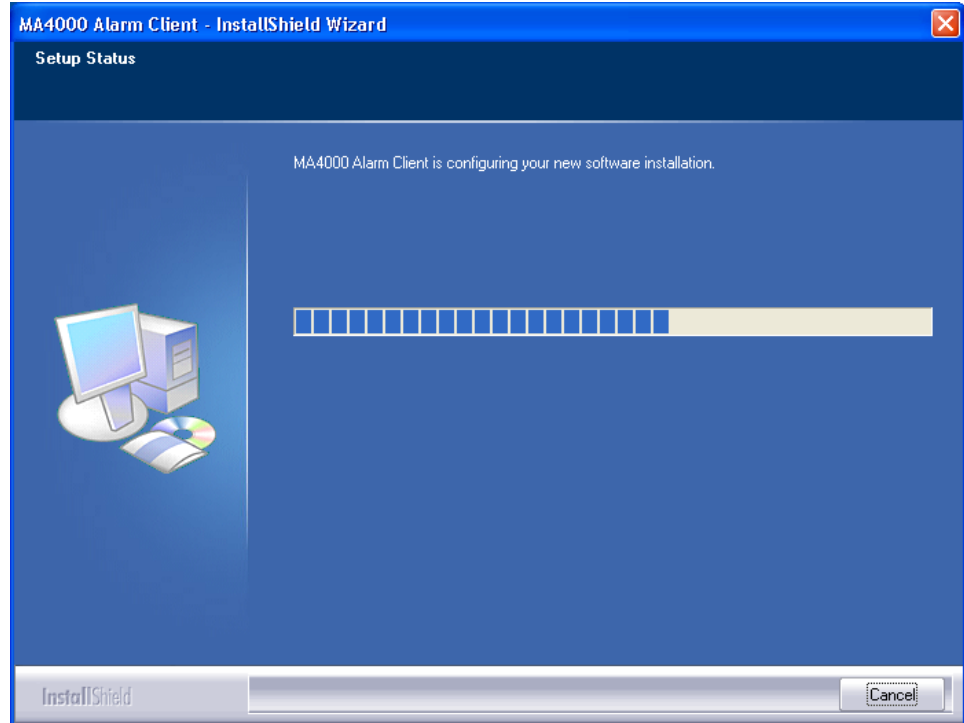 MA4000 Alarm Client - InstallShield Wizard
Setup Status
MA4000 Alarm Client is configuring your new software installation.
InstallShield
Cancel